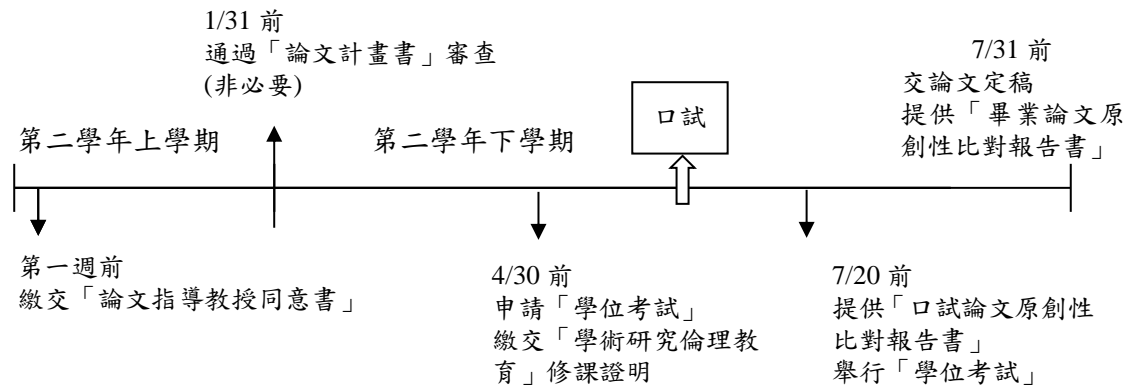 1/31 前
通過「論文計畫書」審查
(非必要)
7/31 前
交論文定稿
提供「畢業論文原
創性比對報告書」
口試
第二學年上學期
第二學年下學期
第一週前
繳交「論文指導教授同意書」
4/30 前
申請「學位考試」
繳交「學術研究倫理教
育」修課證明
7/20 前
提供「口試論文原創性
比對報告書」
舉行「學位考試」